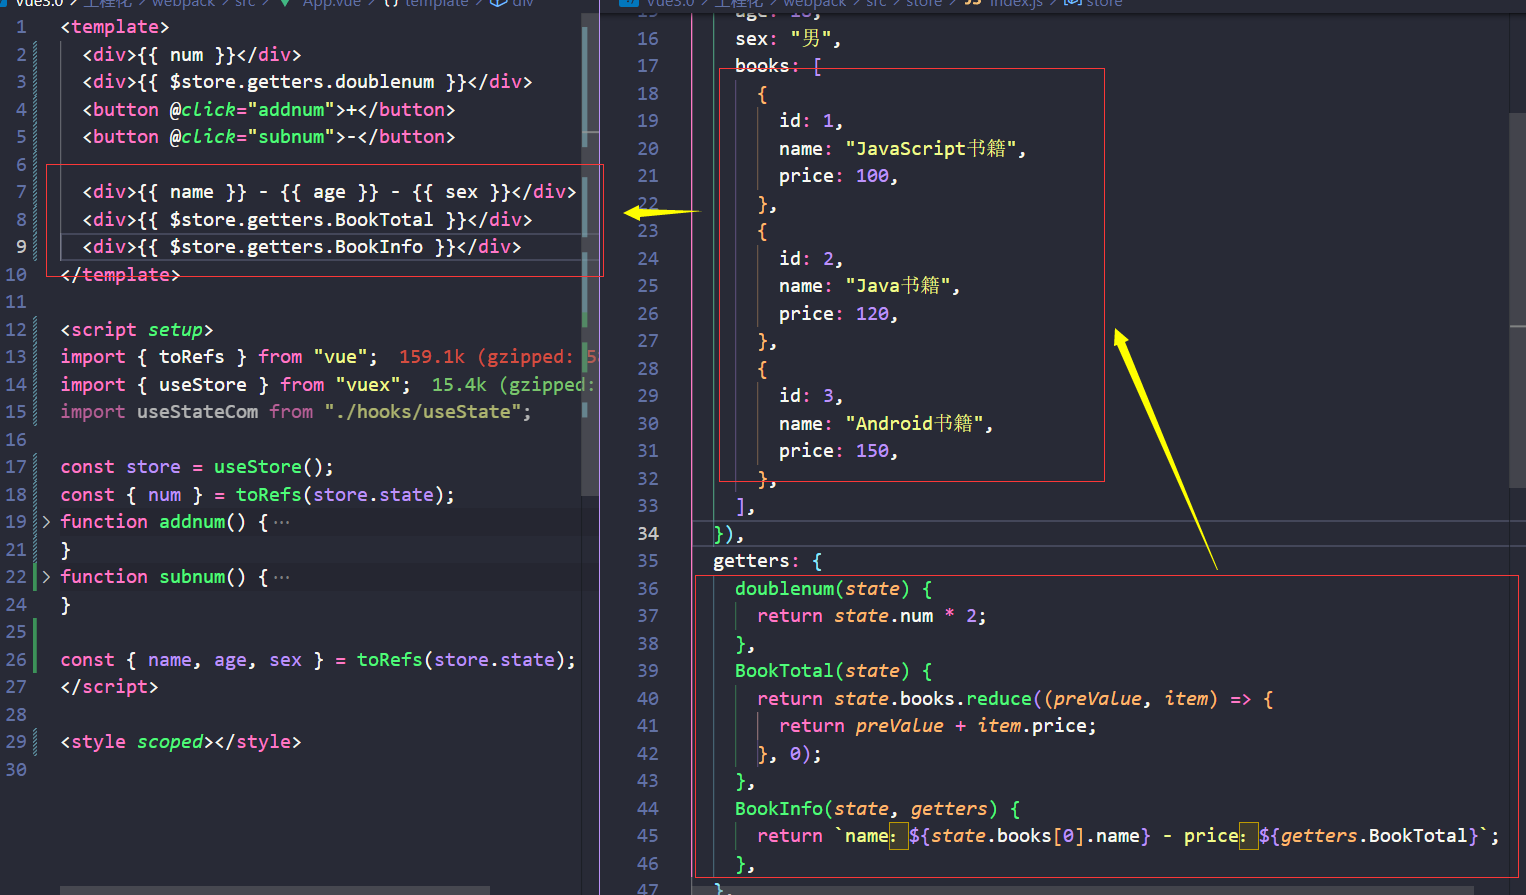 Vue3.0 > 工程化 > webpack > src > App.vue > {} template > div
1 <template>
2 <div>{{ num }}</div>
3 <div>{{ $store.getters.doublenum }}</div>
4 <button @click="addnum">+</button>
5 <button @click="subnum">-</button>
6
7 <div>{{ name }} - {{ age }} - {{ sex }}</div>
8 <div>{{ $store.getters.BookTotal }}</div>
9 <div>{{ $store.getters.BookInfo }}</div>
10 </template>
11
12 <script setup>
13 import { toRefs } from "vue"; 159.1k (gzipped: 5
14 import { useStore } from "vuex"; 15.4k (gzipped:
15 import useStateCom from "./hooks/useState";
16
17 const store = useStore();
18 const { num } = toRefs(store.state);
19 > function addnum() { ···
21 }
22 > function subnum() { ···
24 }
25
26 const { name, age, sex } = toRefs(store.state);
27 </script>
28
29 <style scoped></style>
30
Vue3.0 > 工程化 > webpack > src > store > JS index.js > store
15 age: 18,
16 sex: "男",
17 books: [
18 {
19 id: 1,
20 name: "JavaScript书籍",
21 price: 100,
22 },
23 {
24 id: 2,
25 name: "Java书籍",
26 price: 120,
27 },
28 {
29 id: 3,
30 name: "Android书籍",
31 price: 150,
32 },
33 ],
34 }),
35 getters: {
36 doublenum(state) {
37 return state.num * 2;
38 },
39 BookTotal(state) {
40 return state.books.reduce((preValue, item) => {
41 return preValue + item.price;
42 }, 0);
43 },
44 BookInfo(state, getters) {
45 return `name：${state.books[0].name} - price：${getters.BookTotal}`;
46 },
47 },